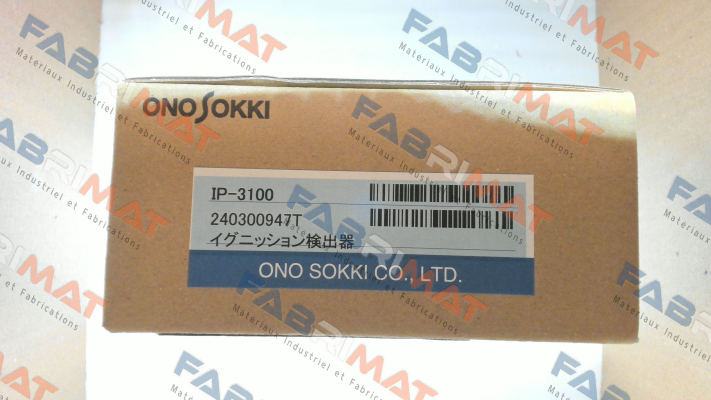 ONO SOKKI
IP-3100
240300947T
イグニッション検出器
ONO SOKKI CO., LTD.
FABRIMAT
Materiaux Industriel et Fabrications